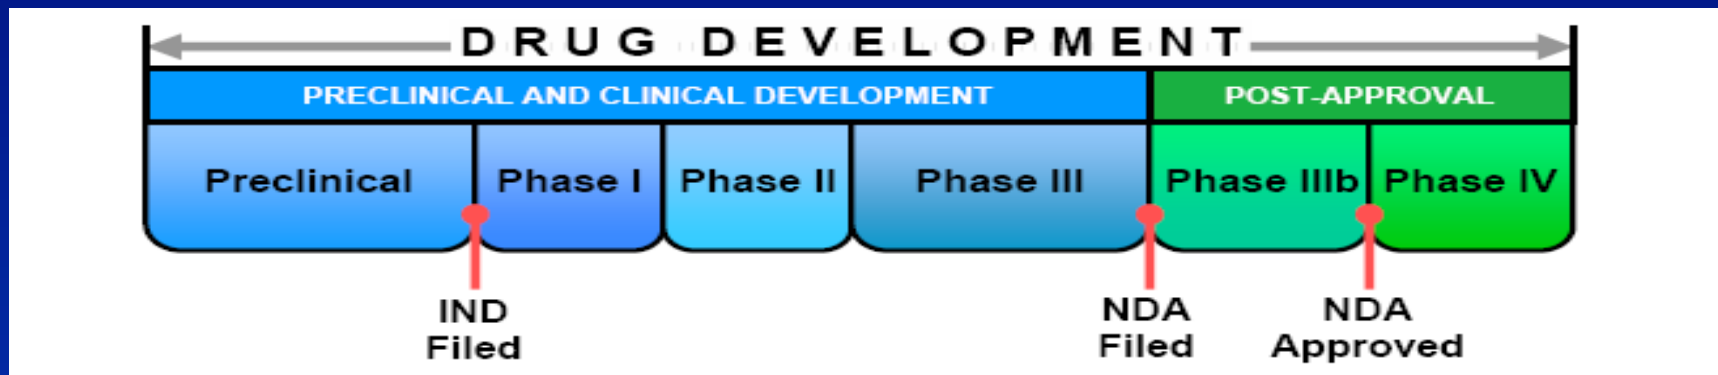 DRUG DEVELOPMENT
PRECLINICAL AND CLINICAL DEVELOPMENT
POST-APPROVAL
Preclinical
Phase I
Phase II
Phase III
Phase IIIb
Phase IV
IND
Filed
NDA
Filed
NDA
Approved